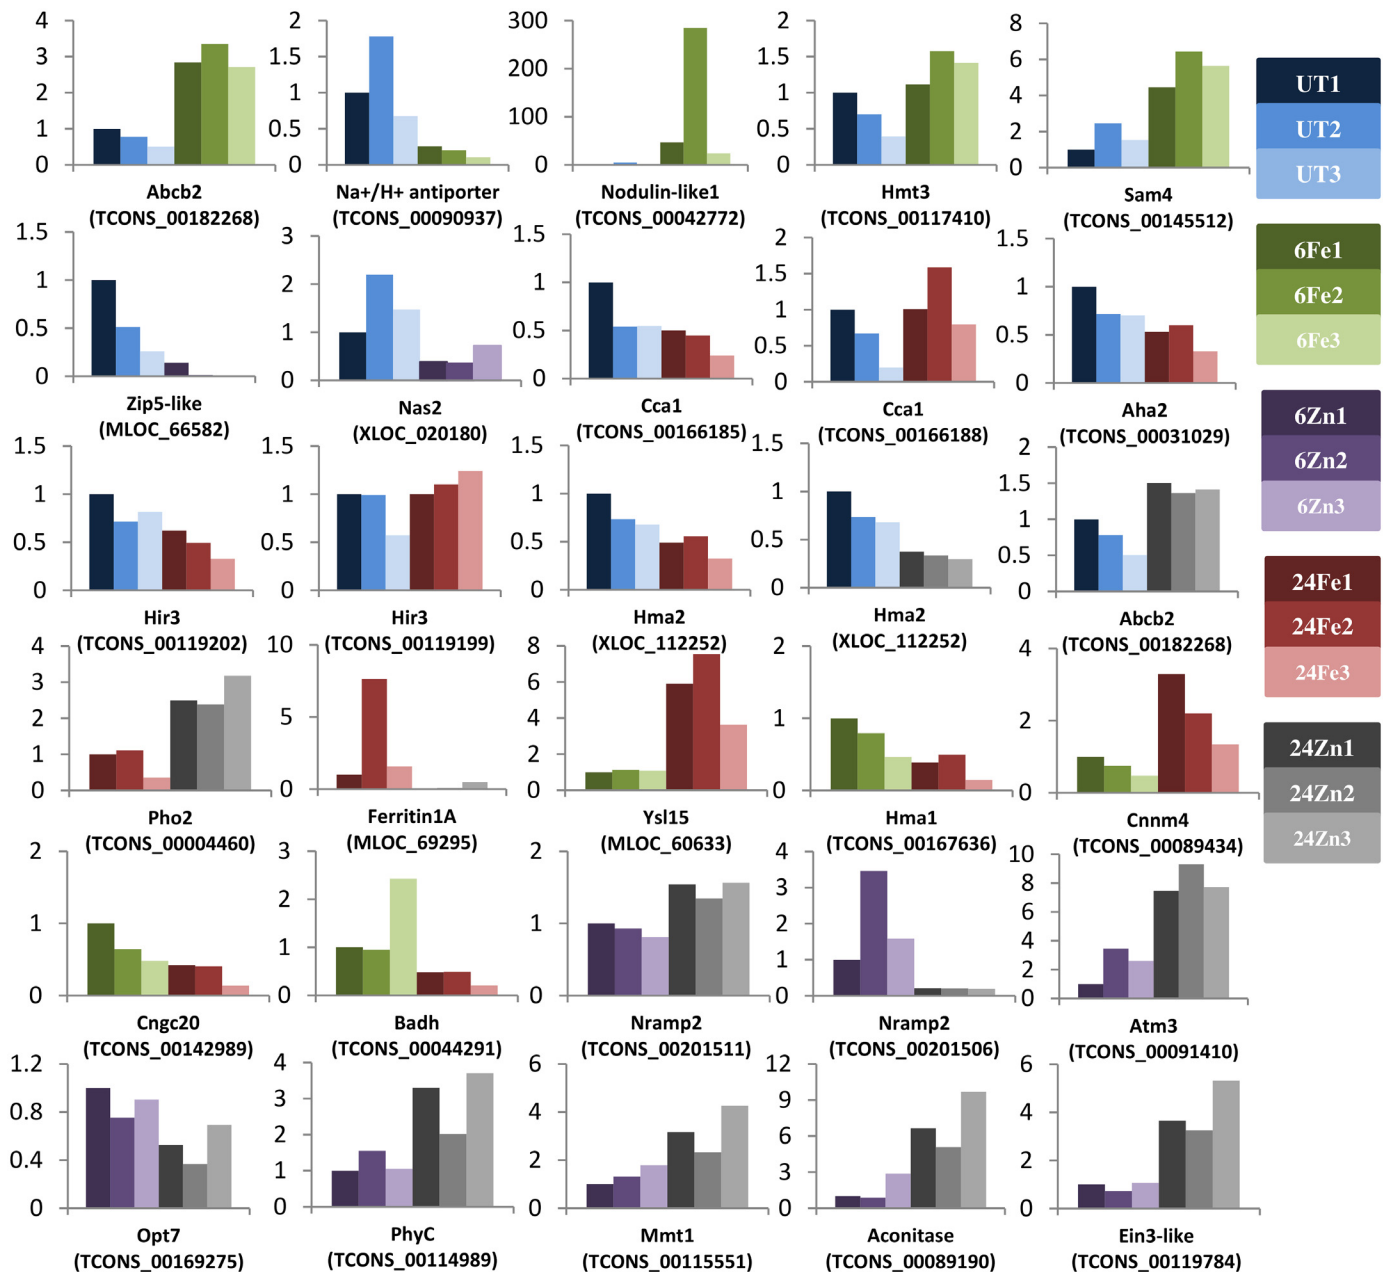 4
3
2
1
0
Abcb2
(TCONS_00182268)
2
1.5
1
0.5
0
Na+/H+ antiporter
(TCONS_00090937)
300
200
100
0
Nodulin-like1
(TCONS_00042772)
2
1.5
1
0.5
0
Hmt3
(TCONS_00117410)
8
6
4
2
0
Sam4
(TCONS_00145512)
UT1
UT2
UT3
6Fe1
6Fe2
6Fe3
6Zn1
6Zn2
6Zn3
24Fe1
24Fe2
24Fe3
24Zn1
24Zn2
24Zn3
1.5
1
0.5
0
Zip5-like
(MLOC_66582)
3
2
1
0
Nas2
(XLOC_020180)
1.5
1
0.5
0
Cca1
(TCONS_00166185)
2
1.5
1
0.5
0
Cca1
(TCONS_00166188)
1.5
1
0.5
0
Aha2
(TCONS_00031029)
1.5
1
0.5
0
Hir3
(TCONS_00119202)
1.5
1
0.5
0
Hir3
(TCONS_00119199)
1.5
1
0.5
0
Hma2
(XLOC_112252)
1.5
1
0.5
0
Hma2
(XLOC_112252)
2
1.5
1
0.5
0
Abcb2
(TCONS_00182268)
4
3
2
1
0
Pho2
(TCONS_00004460)
10
5
0
Ferritin1A
(MLOC_69295)
8
6
4
2
0
Ysl15
(MLOC_60633)
2
1
0
Hma1
(TCONS_00167636)
4
2
0
Cnnm4
(TCONS_00089434)
2
1
0
Cngc20
(TCONS_00142989)
3
2
1
0
Badh
(TCONS_00044291)
2
1
0
Nramp2
(TCONS_00201511)
4
3
2
1
0
Nramp2
(TCONS_00201506)
10
8
6
4
2
0
Atm3
(TCONS_00091410)
1.2
0.8
0.4
0
Opt7
(TCONS_00169275)
4
3
2
1
0
PhyC
(TCONS_00114989)
6
4
2
0
Mmt1
(TCONS_00115551)
12
9
6
3
0
Aconitase
(TCONS_00089190)
6
4
2
0
Ein3-like
(TCONS_00119784)